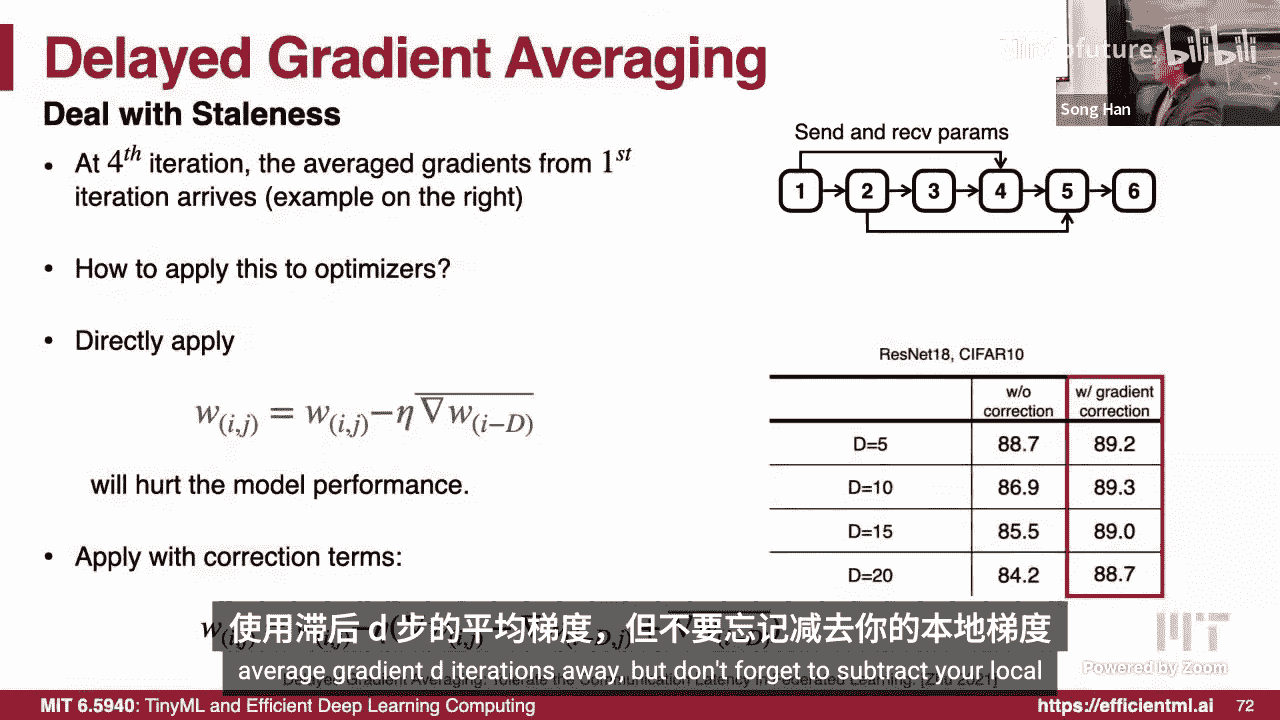 Delayed Gradient Averaging
bilibili
Song Han
Deal with Staleness
• At 4th iteration, the averaged gradients from 1st
iteration arrives (example on the right)
• How to apply this to optimizers?
• Directly apply
w(i,j) = w(i,j)−η∇w(i−D)
will hurt the model performance.
• Apply with correction terms:
Send and recv params
1 2 3 4 5 6
ResNet18, CIFAR10
w/o correction w/ gradient correction
D=5 88.7 89.2
D=10 86.9 89.3
D=15 85.5 89.0
D=20 84.2 88.7
使用滞后 d 步的平均梯度，但不要忘记减去你的本地梯度
average gradient d iterations away, but don't forget to subtract your local
MIT
Powered by Zoom
MIT 6.5940: TinyML and Efficient Deep Learning Computing
https://efficientml.ai
72